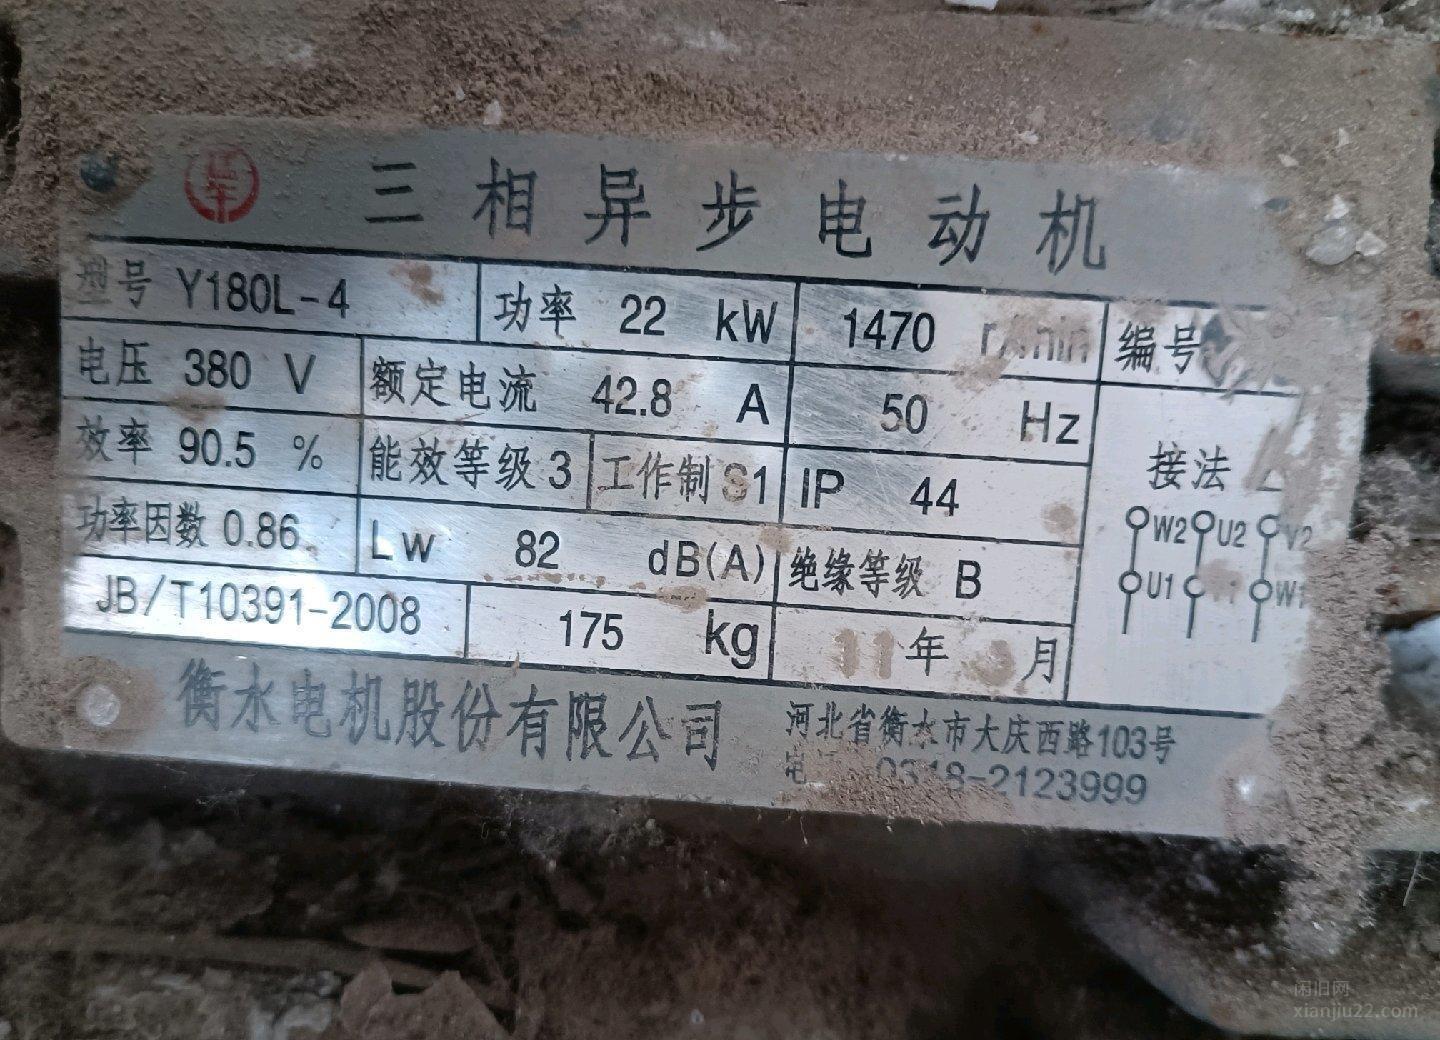 三相异步电动机
型号 Y180L-4 功率 22 kW 1470 r/min 编号
电压 380 V 额定电流 42.8 A 50 Hz
效率 90.5 % 能效等级 3 工作制 S1 IP 44 接法
功率因数 0.86 Lw 82 dB(A) 绝缘等级 B
W2 U2 V2
U1 W1
JB/T10391-2008 175 kg 11年 月
衡水电机股份有限公司 河北省衡水市大庆西路103号
电 0318-2123999
闲旧网
xianjiu22.com